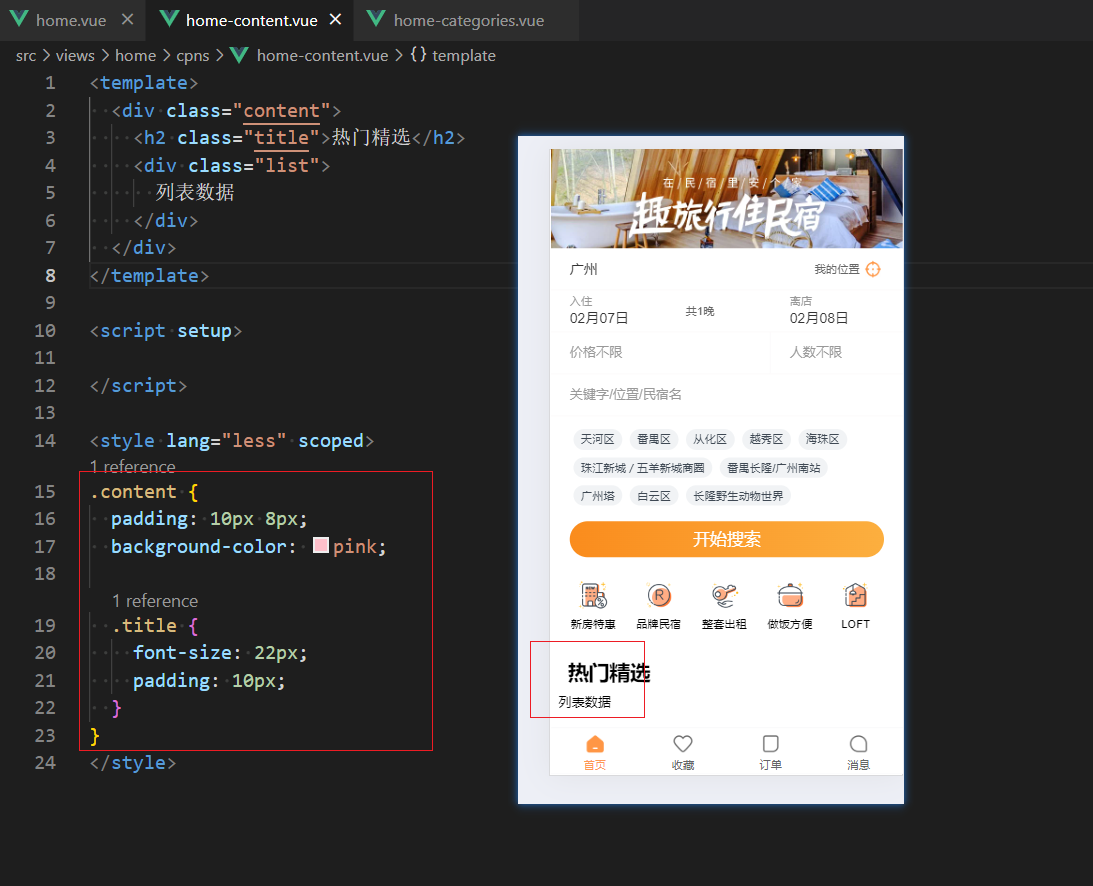 home.vue home-content.vue home-categories.vue
src > views > home > cpns > home-content.vue > {} template
1 <template>
2 <div class="content">
3 <h2 class="title">热门精选</h2>
4 <div class="list">
5 列表数据
6 </div>
7 </div>
8 </template>
9
10 <script setup>
11
12 </script>
13
14 <style lang="less" scoped>
1 reference
15 .content {
16 padding: 10px 8px;
17 background-color: pink;
18
1 reference
19 .title {
20 font-size: 22px;
21 padding: 10px;
22 }
23 }
24 </style>
在/民/宿/里/安/个/家
趣旅行住民宿
广州 我的位置
入住 离店
共1晚
02月07日 02月08日
价格不限 人数不限
关键字/位置/民宿名
天河区 番禺区 从化区 越秀区 海珠区
珠江新城 / 五羊新城商圈 番禺长隆/广州南站
广州塔 白云区 长隆野生动物世界
开始搜索
新房特惠 品牌民宿 整套出租 做饭方便 LOFT
热门精选
列表数据
首页 收藏 订单 消息